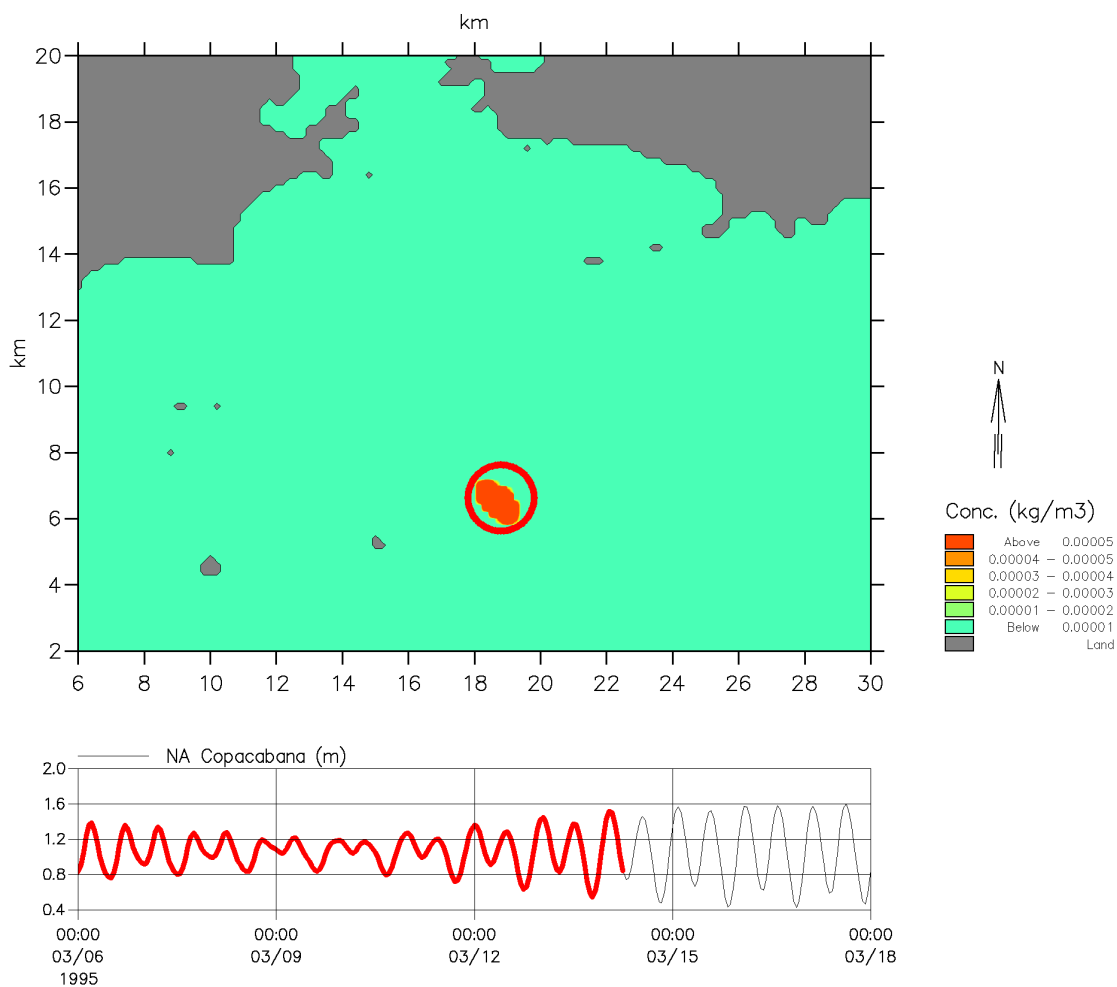 km
20
18
16
14
12
10
8
6
4
2
km
6 8 10 12 14 16 18 20 22 24 26 28 30
N
Conc. (kg/m3)
Above 0.00005
0.00004 - 0.00005
0.00003 - 0.00004
0.00002 - 0.00003
0.00001 - 0.00002
Below 0.00001
Land
NA Copacabana (m)
2.0
1.6
1.2
0.8
0.4
00:00 00:00 00:00 00:00 00:00
03/06 03/09 03/12 03/15 03/18
1995